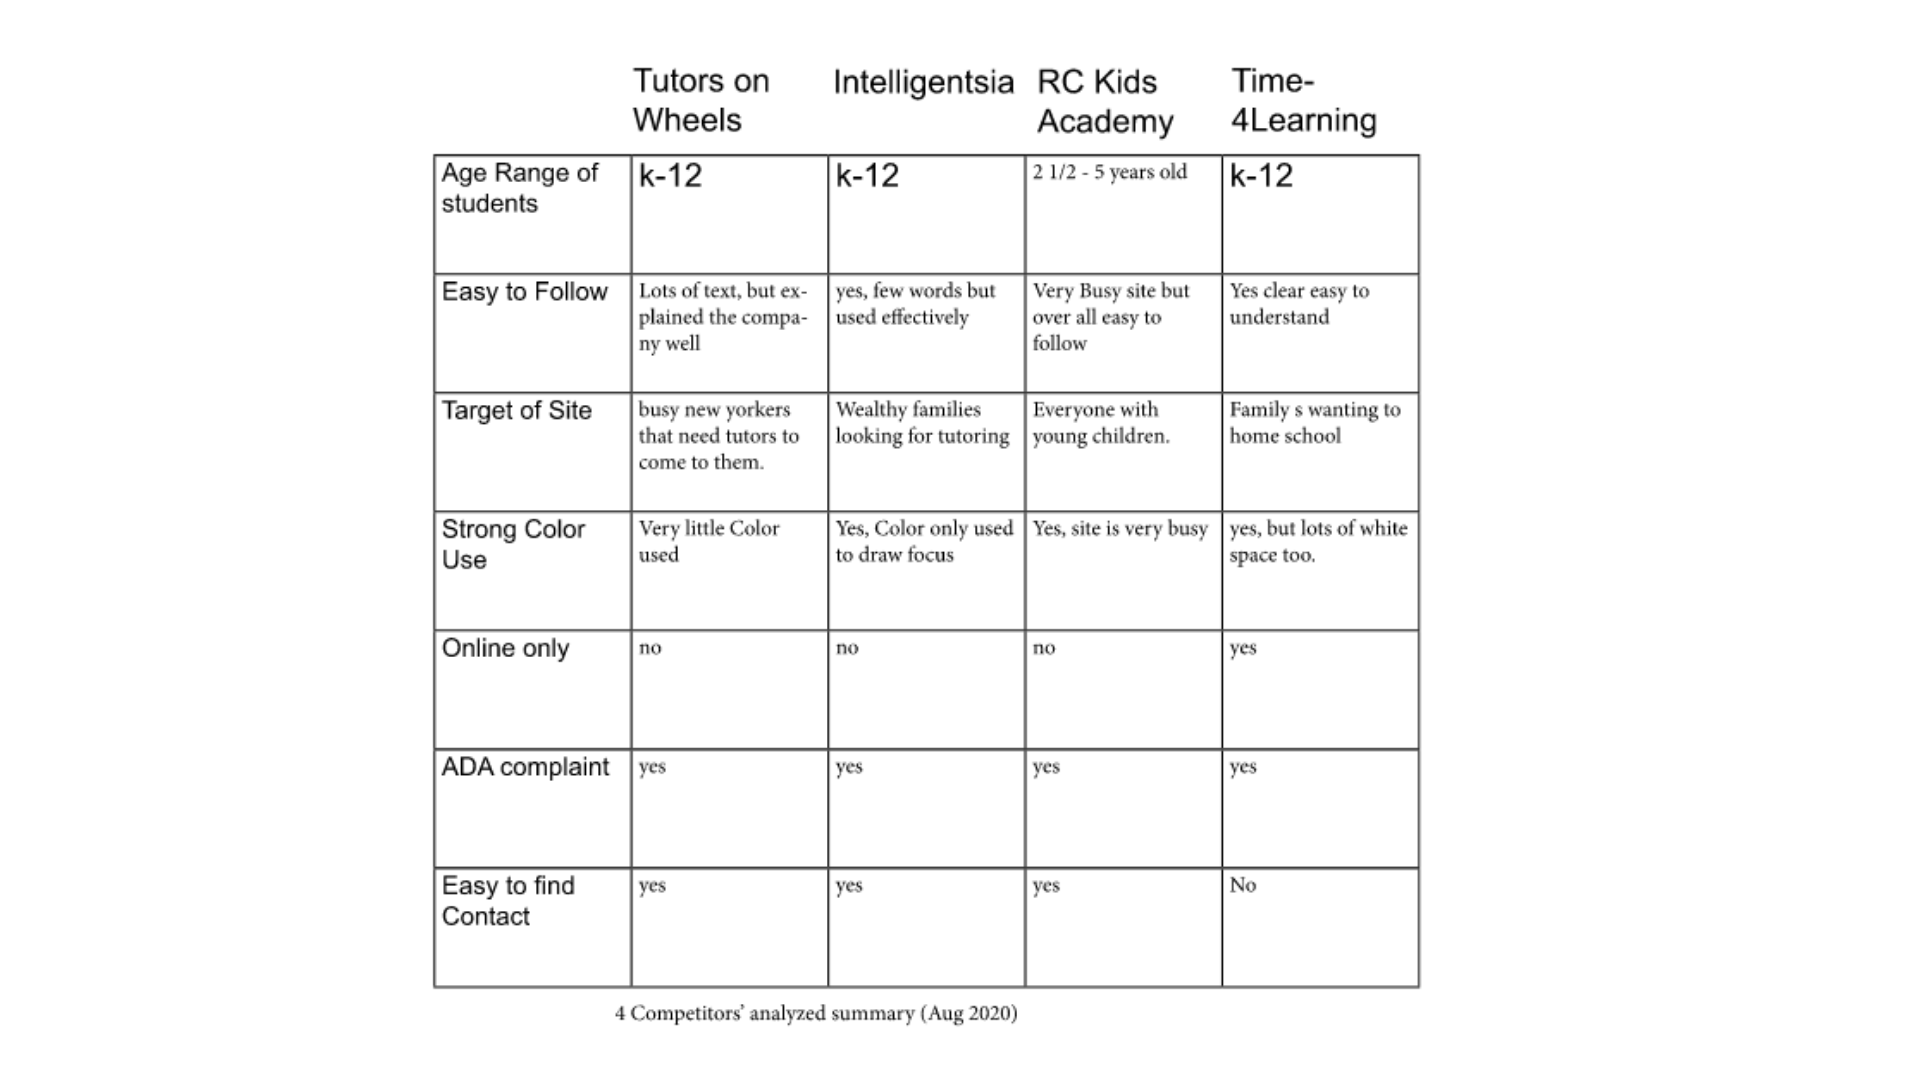 Tutors on
Wheels
Intelligentsia
RC Kids
Academy
Time-
4Learning
Age Range of
students
k-12
k-12
2 1/2 - 5 years old
k-12
Easy to Follow
Lots of text, but ex-
plained the compa-
ny well
yes, few words but
used effectively
Very Busy site but
over all easy to
follow
Yes clear easy to
understand
Target of Site
busy new yorkers
that need tutors to
come to them.
Wealthy families
looking for tutoring
Everyone with
young children.
Family s wanting to
home school
Strong Color
Use
Very little Color
used
Yes, Color only used
to draw focus
Yes, site is very busy
yes, but lots of white
space too.
Online only
no
no
no
yes
ADA complaint
yes
yes
yes
yes
Easy to find
Contact
yes
yes
yes
No
4 Competitors’ analyzed summary (Aug 2020)